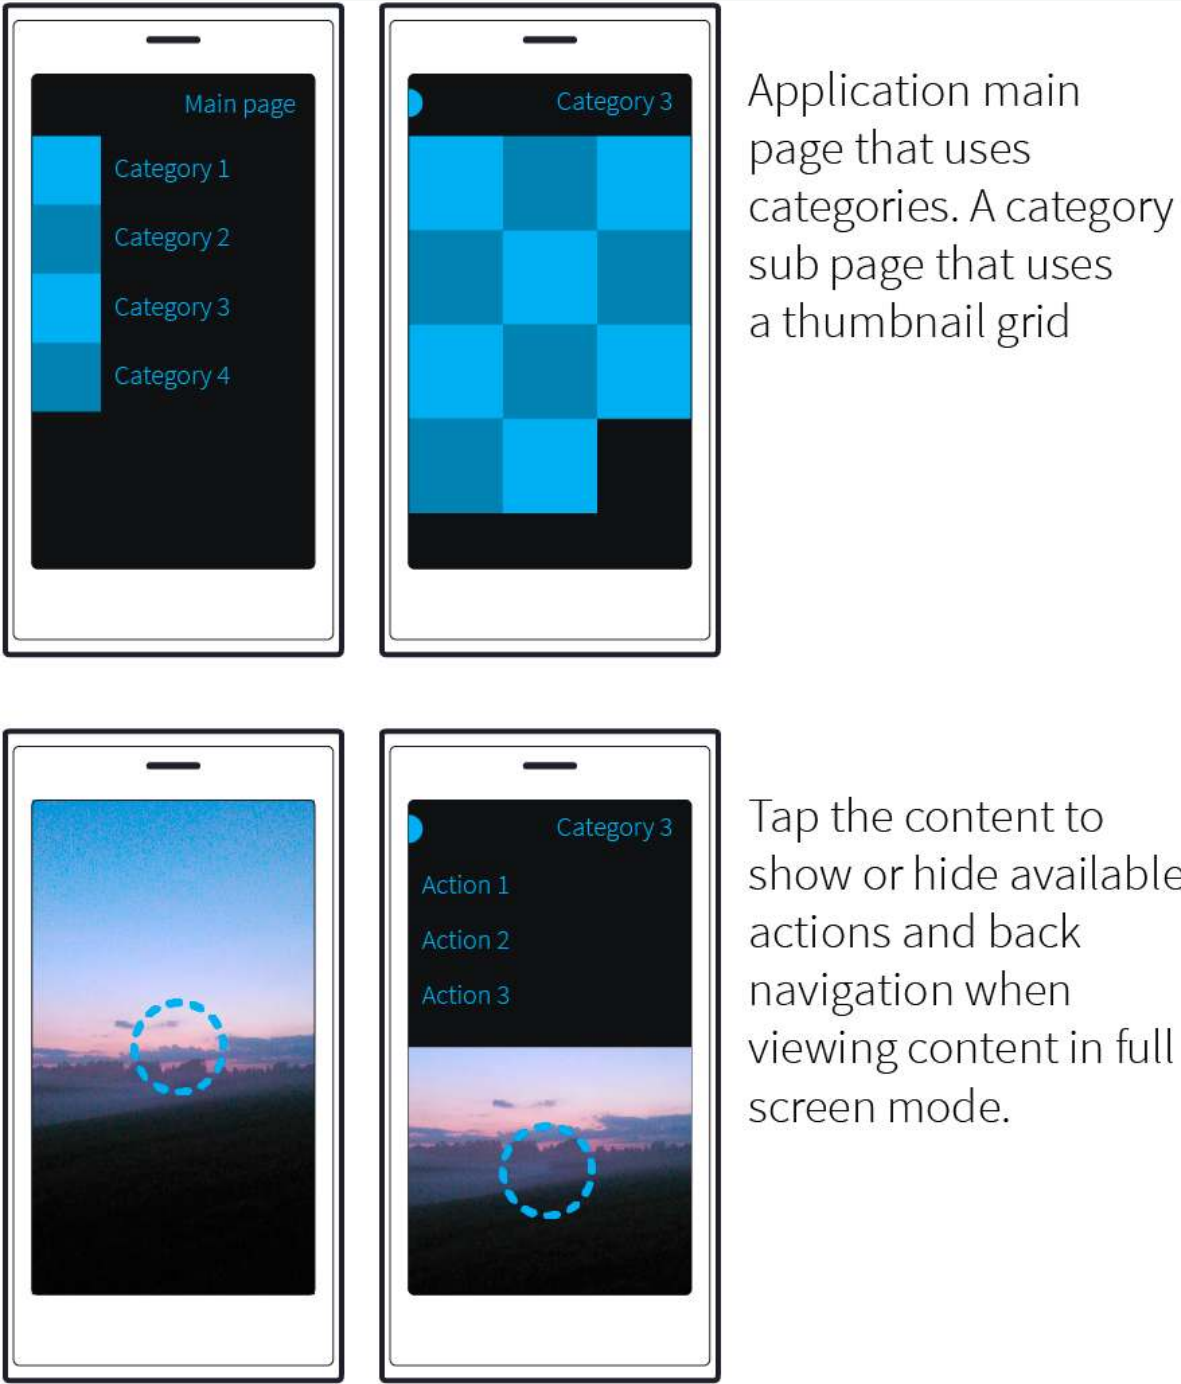 Main page
Category 1
Category 2
Category 3
Category 4
Category 3
Application main
page that uses
categories. A category
sub page that uses
a thumbnail grid
Category 3
Action 1
Action 2
Action 3
Tap the content to
show or hide available
actions and back
navigation when
viewing content in full
screen mode.